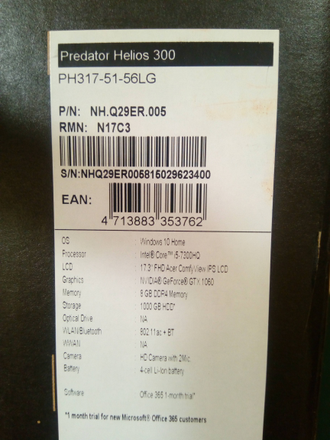 Predator Helios 300
PH317-51-56LG
P/N: NH.Q29ER.005
RMN: N17C3
S/N:NHQ29ER005815029623400
EAN:
4 713883 353762
OS : Windows 10 Home
Processor : Intel® Core™ i5-7300HQ
LCD : 17.3" FHD Acer ComfyView IPS LCD
Graphics : NVIDIA® GeForce® GTX 1060
Memory : 8 GB DDR4 Memory
Storage : 1000 GB HDD*
Optical Drive : NA
WLAN/Bluetooth : 802.11ac + BT
WWAN : NA
Camera : HD Camera with 2Mic
Battery : 4-cell Li-Ion battery
Software : Office 365 1-month trial*
*1 month trial for new Microsoft® Office 365 customers